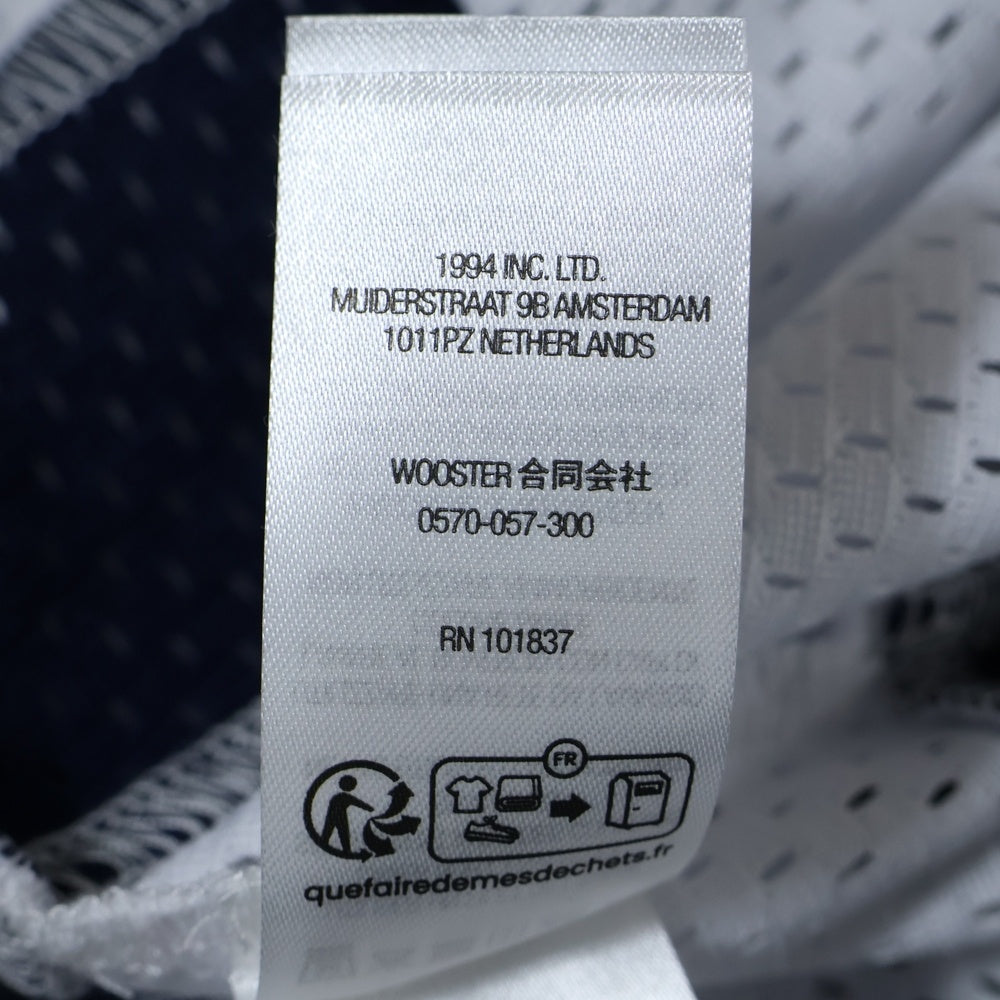 1994 INC. LTD.
MUIDERSTRAAT 9B AMSTERDAM
1011PZ NETHERLANDS
WOOSTER 合同会社
0570-057-300
RN 101837
FR
quefairedemesdechets.fr